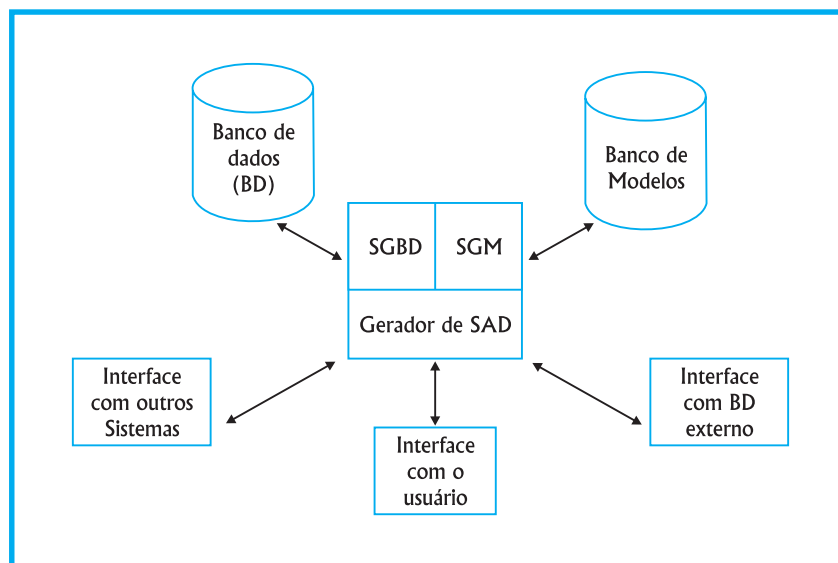 Banco de
dados
(BD)
Banco de
Modelos
SGBD
SGM
Gerador de SAD
Interface
com outros
Sistemas
Interface
com o
usuário
Interface
com BD
externo